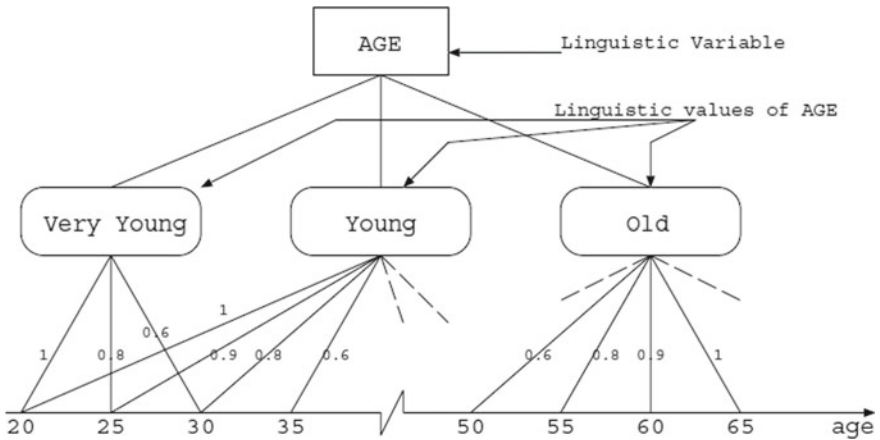 AGE
Linguistic Variable
Linguistic values of AGE
Very Young
Young
Old
1
0.8
0.6
1
0.9
0.8
0.6
0.6
0.8
0.9
1
20 25 30 35 50 55 60 65 age